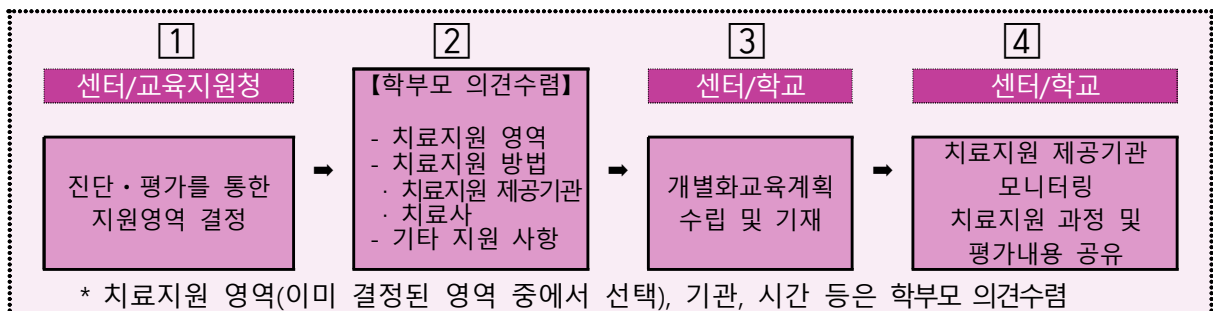 1
센터/교육지원청
진단・평가를 통한
지원영역 결정
➡
2
【학부모 의견수렴】
- 치료지원 영역
- 치료지원 방법
· 치료지원 제공기관
· 치료사
- 기타 지원 사항
➡
3
센터/학교
개별화교육계획
수립 및 기재
➡
4
센터/학교
치료지원 제공기관
모니터링
치료지원 과정 및
평가내용 공유
* 치료지원 영역(이미 결정된 영역 중에서 선택), 기관, 시간 등은 학부모 의견수렴